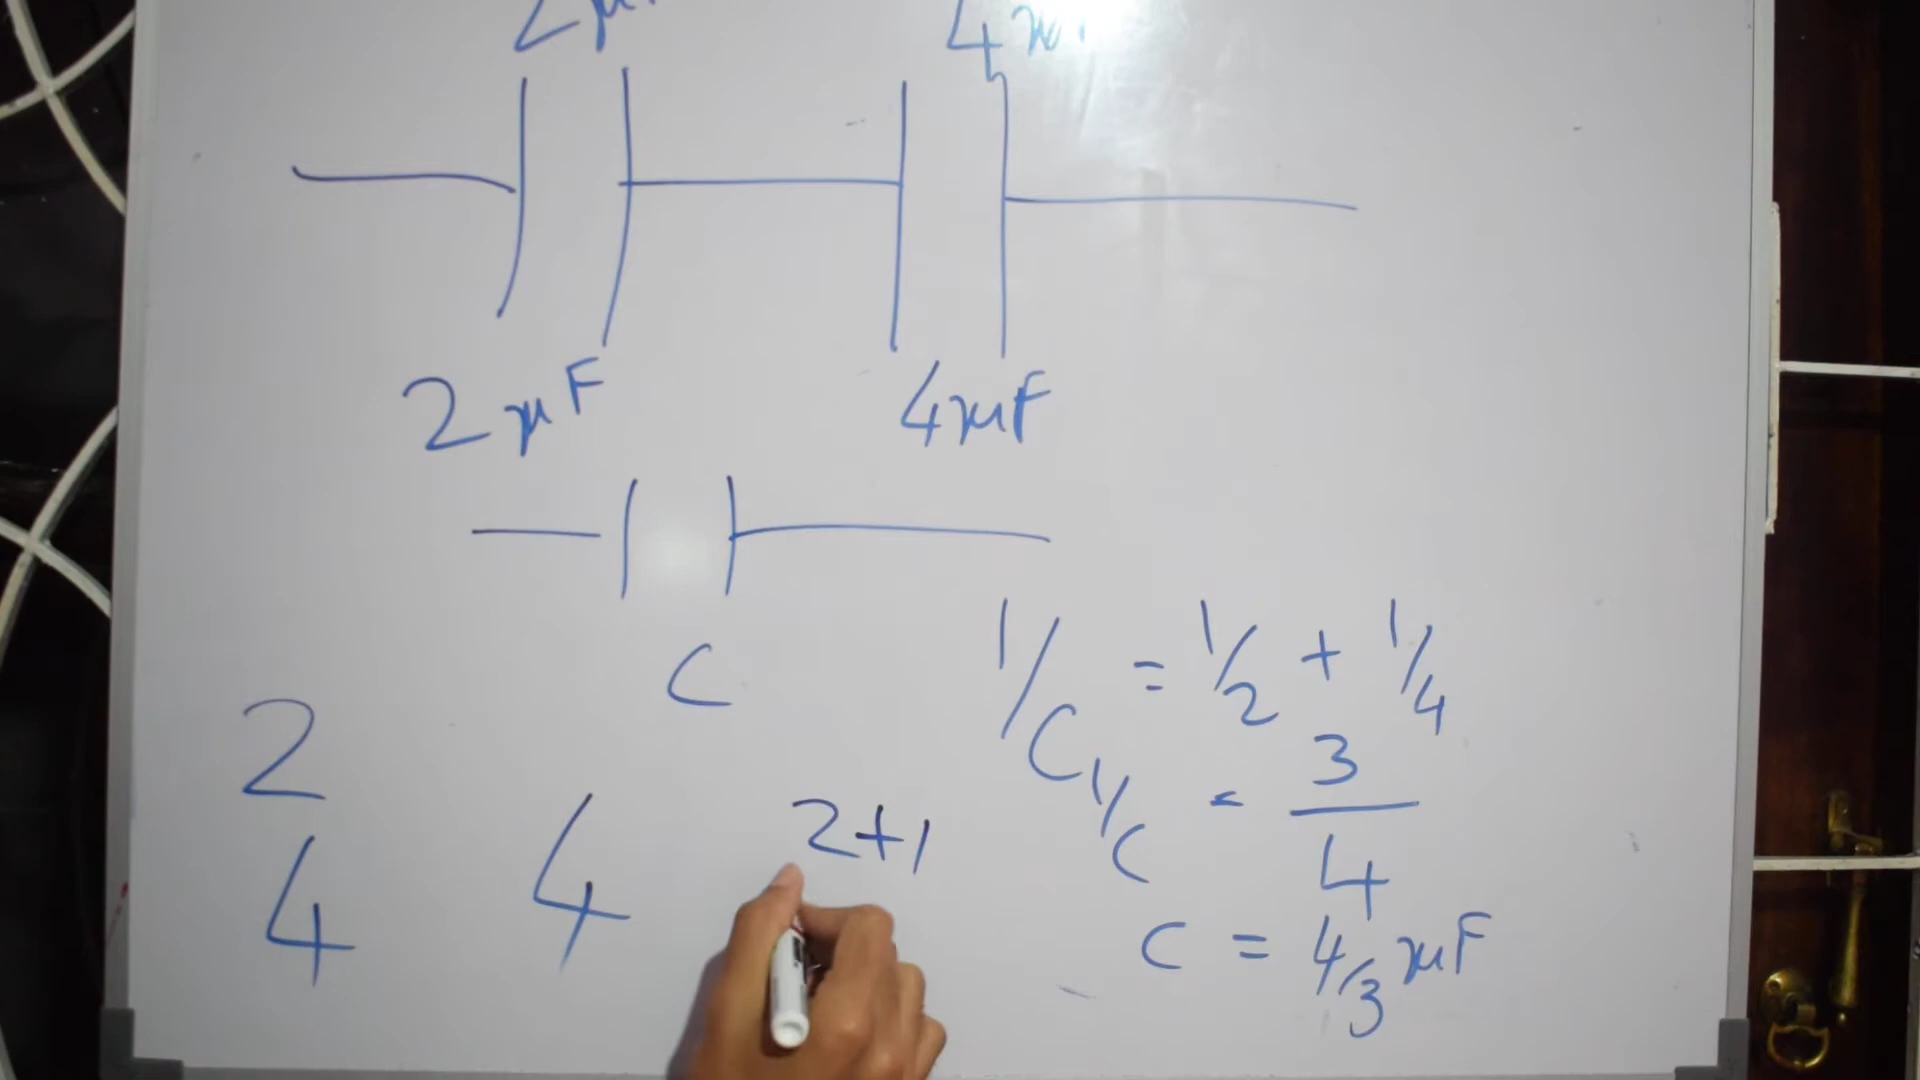 2μF 4μF
2μF 4μF
C
1/C = 1/2 + 1/4
2
1/C = 3/4
4 4 2+1
C = 4/3 μF